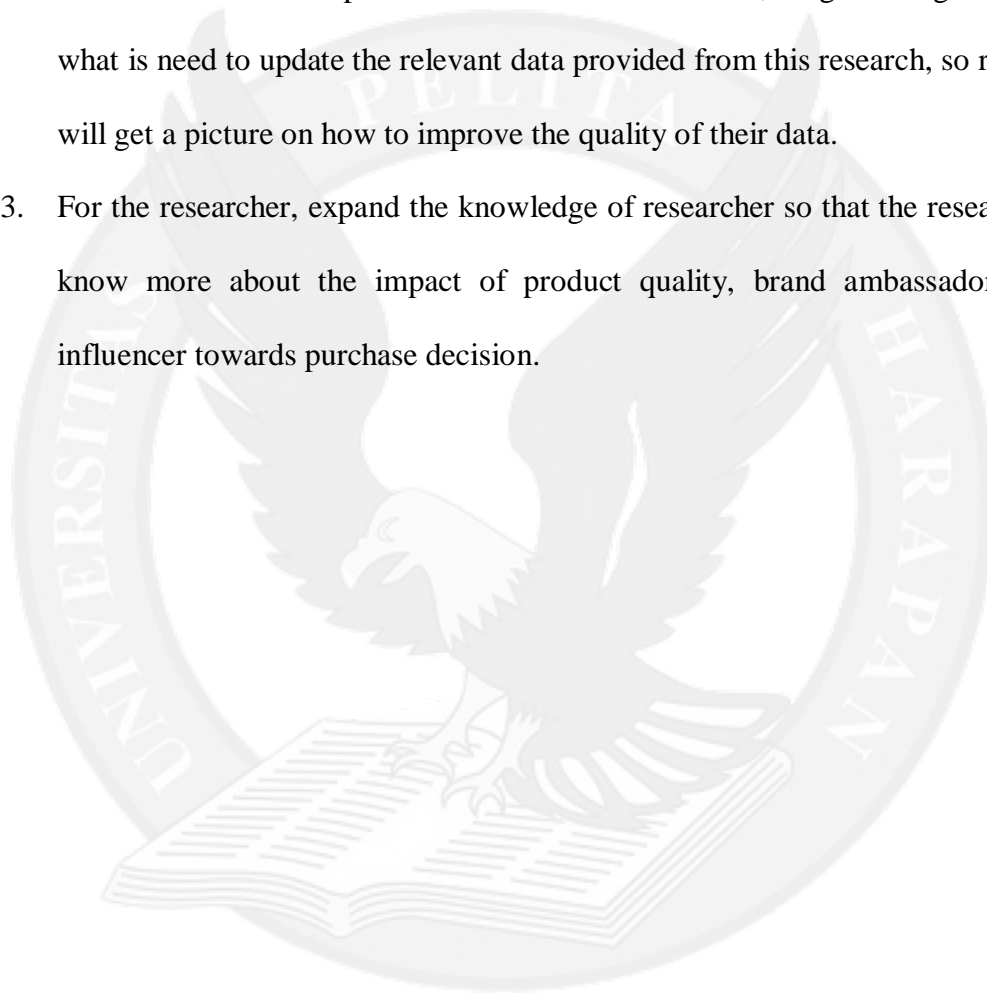 what is need to update the relevant data provided from this research, so
will get a picture on how to improve the quality of their data.
3. For the researcher, expand the knowledge of researcher so that the
know more about the impact of product quality, brand
influencer towards purchase decision.
UNIVERSITAS PELITA HARAPAN